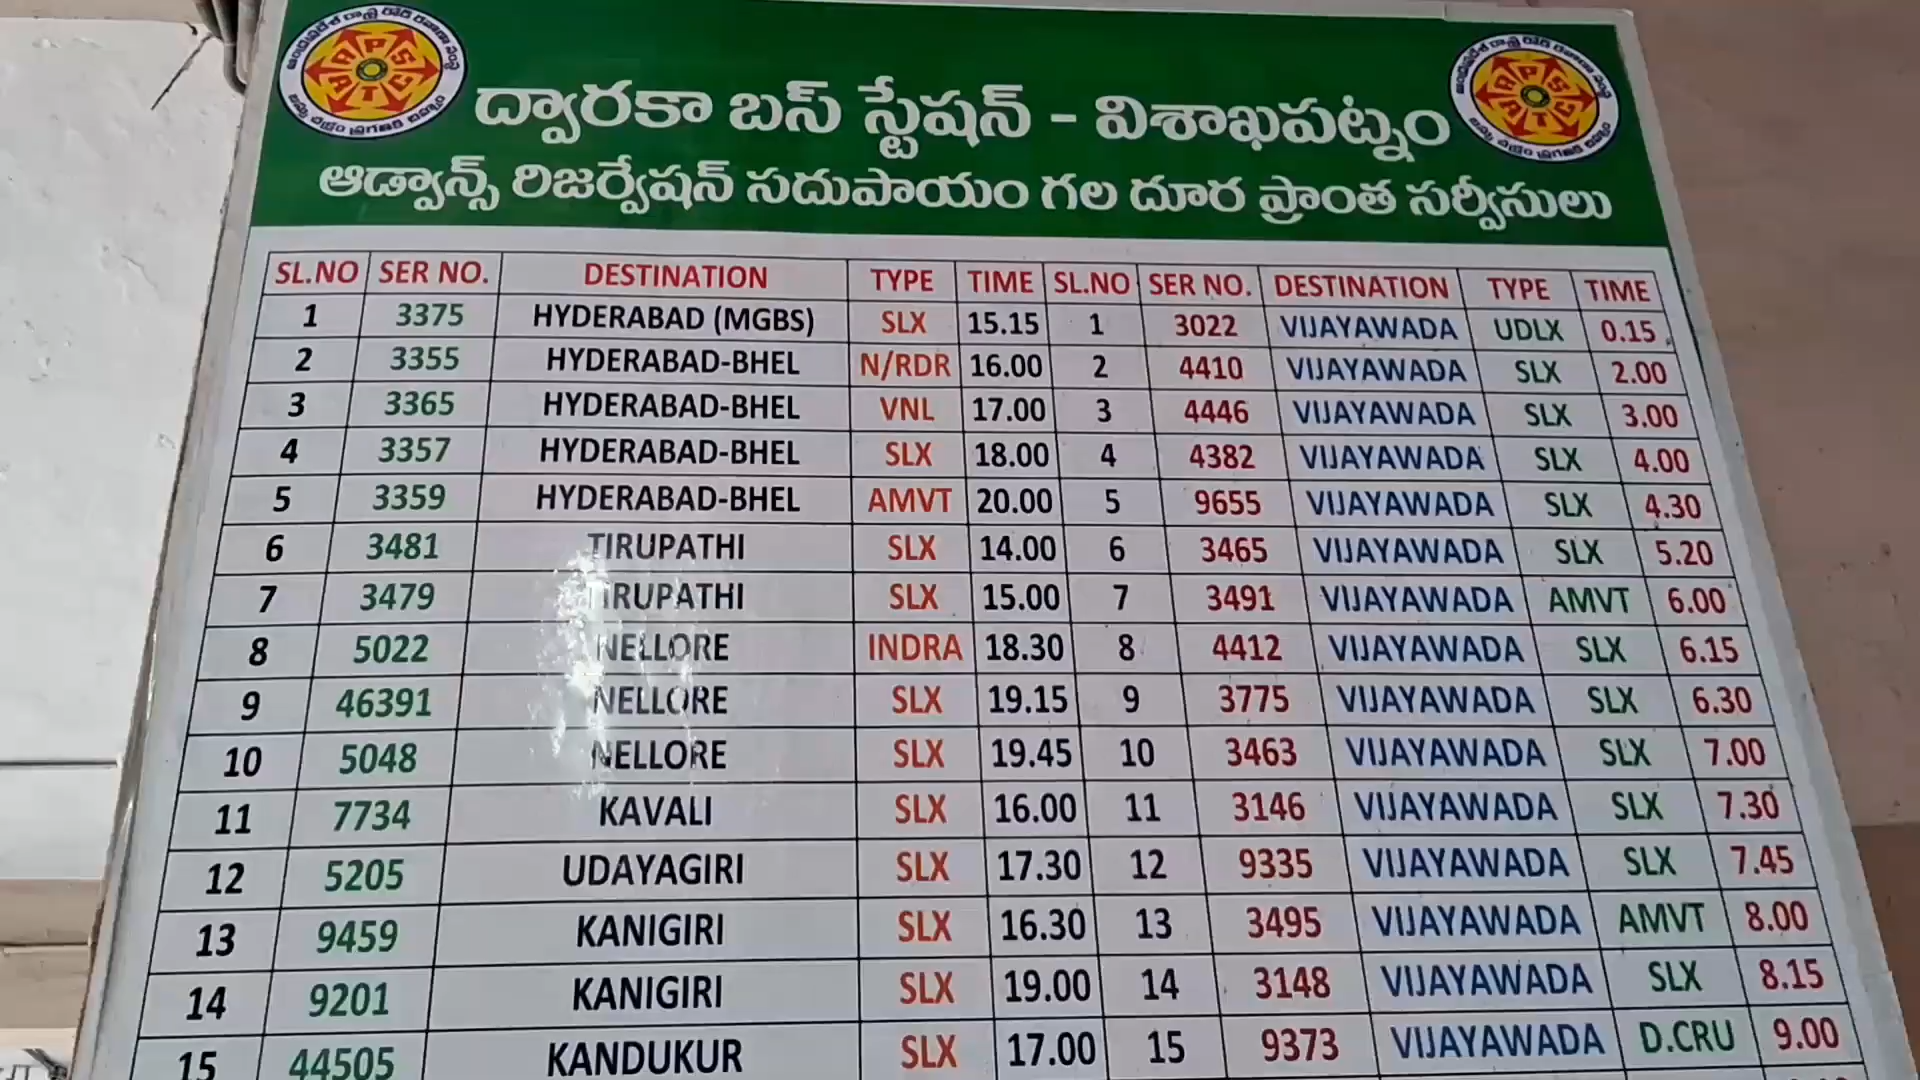 ద్వారకా బస్ స్టేషన్ - విశాఖపట్నం
ఆడ్వాన్స్ రిజర్వేషన్ సదుపాయం గల దూర ప్రాంత సర్వీసులు
SL.NO SER NO. DESTINATION TYPE TIME SL.NO SER NO. DESTINATION TYPE TIME
1 3375 HYDERABAD (MGBS) SLX 15.15 1 3022 VIJAYAWADA UDLX 0.15
2 3355 HYDERABAD-BHEL N/RDR 16.00 2 4410 VIJAYAWADA SLX 2.00
3 3365 HYDERABAD-BHEL VNL 17.00 3 4446 VIJAYAWADA SLX 3.00
4 3357 HYDERABAD-BHEL SLX 18.00 4 4382 VIJAYAWADA SLX 4.00
5 3359 HYDERABAD-BHEL AMVT 20.00 5 9655 VIJAYAWADA SLX 4.30
6 3481 TIRUPATHI SLX 14.00 6 3465 VIJAYAWADA SLX 5.20
7 3479 TIRUPATHI SLX 15.00 7 3491 VIJAYAWADA AMVT 6.00
8 5022 NELLORE INDRA 18.30 8 4412 VIJAYAWADA SLX 6.15
9 46391 NELLORE SLX 19.15 9 3775 VIJAYAWADA SLX 6.30
10 5048 NELLORE SLX 19.45 10 3463 VIJAYAWADA SLX 7.00
11 7734 KAVALI SLX 16.00 11 3146 VIJAYAWADA SLX 7.30
12 5205 UDAYAGIRI SLX 17.30 12 9335 VIJAYAWADA SLX 7.45
13 9459 KANIGIRI SLX 16.30 13 3495 VIJAYAWADA AMVT 8.00
14 9201 KANIGIRI SLX 19.00 14 3148 VIJAYAWADA SLX 8.15
15 44505 KANDUKUR SLX 17.00 15 9373 VIJAYAWADA D.CRU 9.00